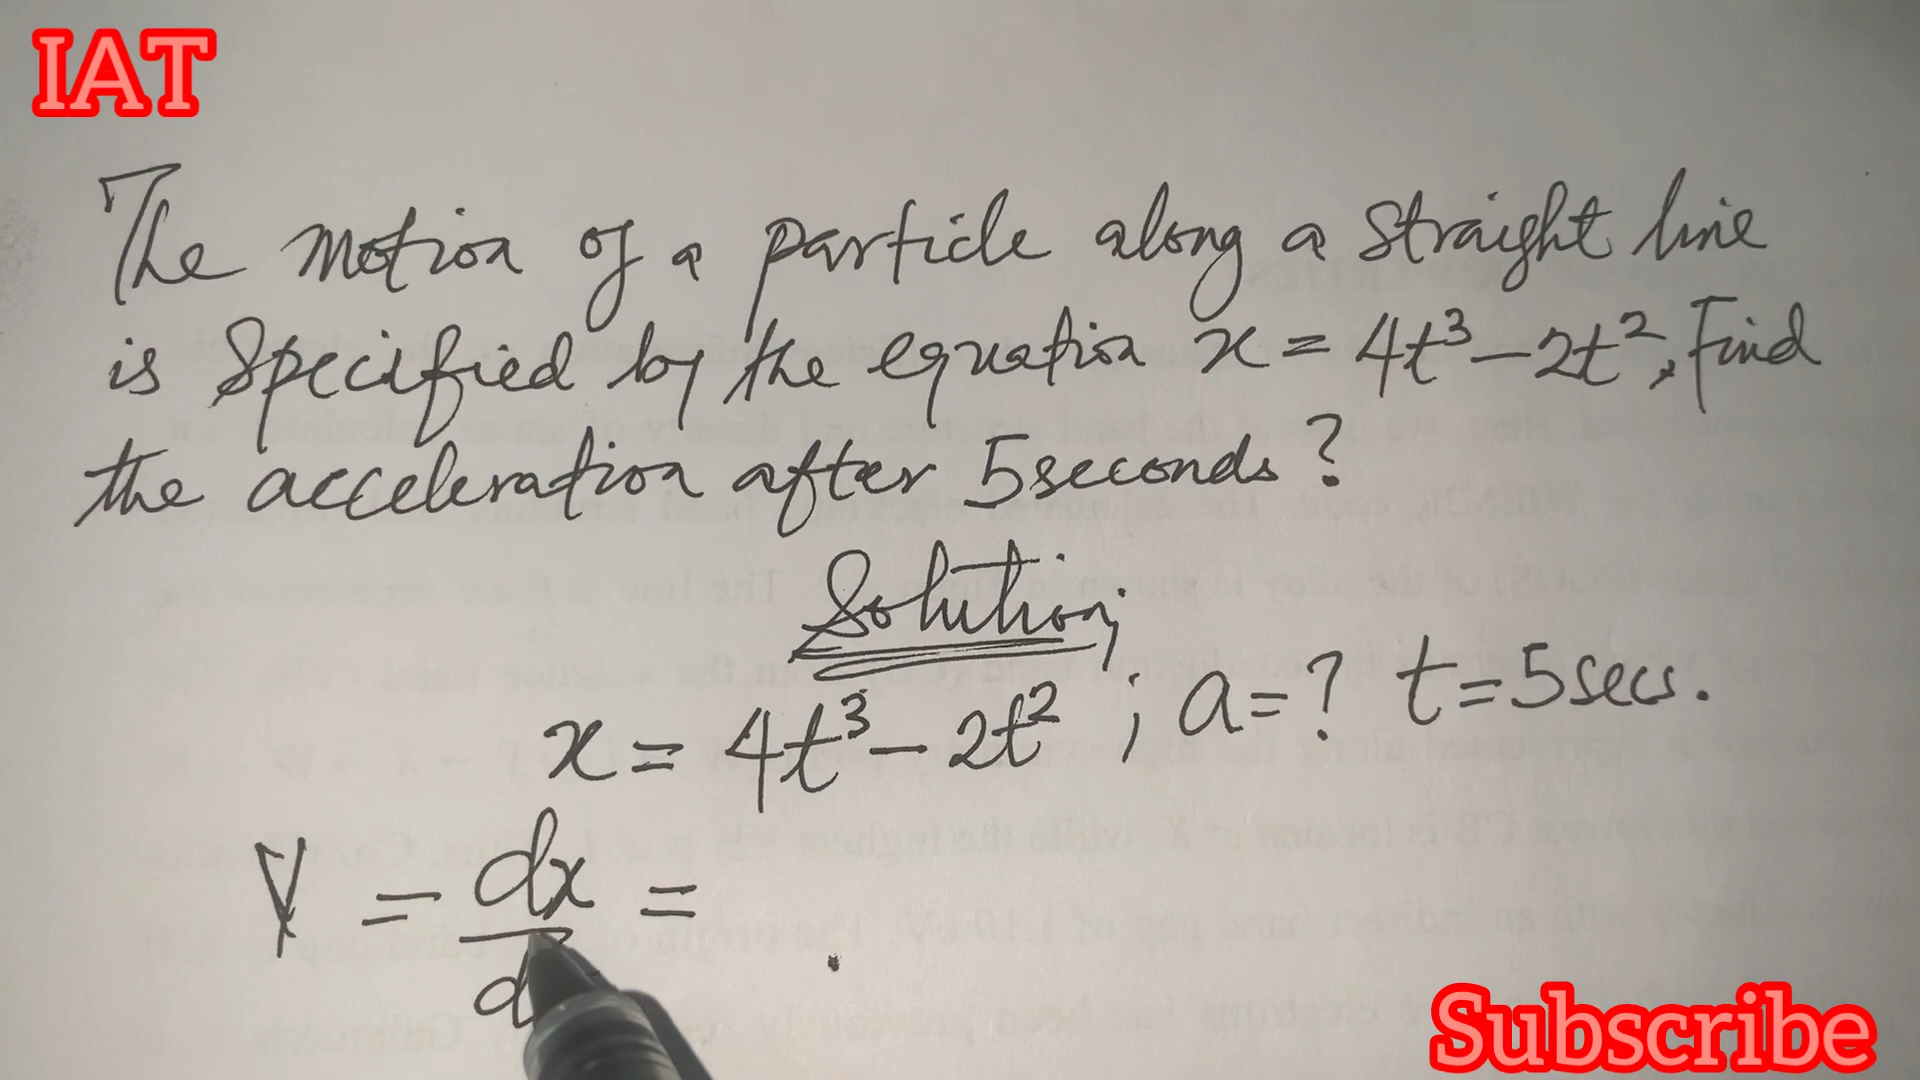 IAT
The motion of a particle along a straight line
is Specified by the equation x = 4t³ - 2t², Find
the acceleration after 5 seconds?
Solution;
x = 4t³ - 2t² ; a = ? t = 5 secs.
V = dx =
d
Subscribe